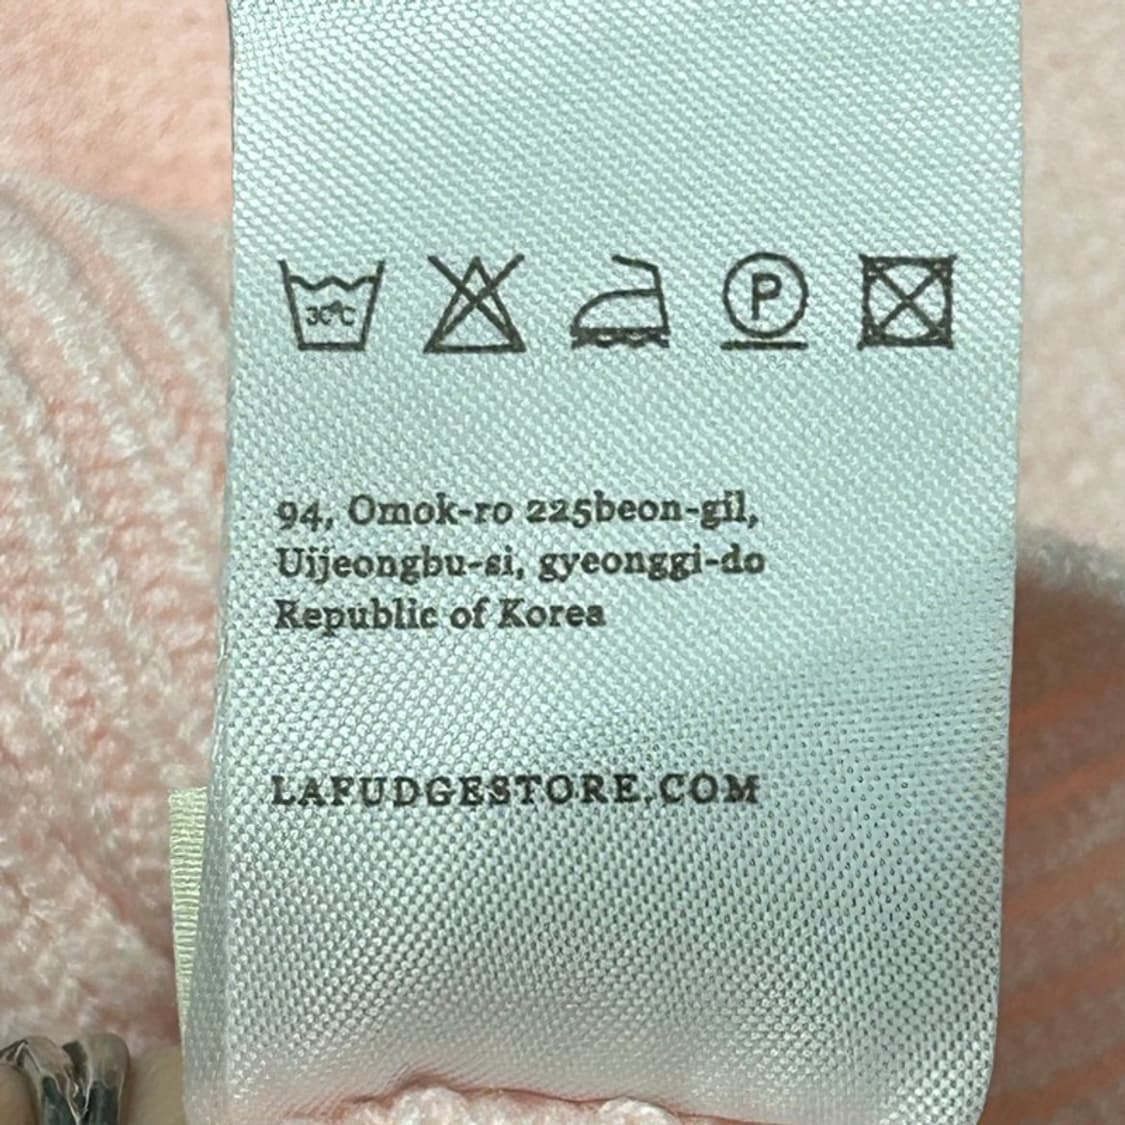 30°C
P
94, Omok-ro 225beon-gil,
Uijeongbu-si, gyeonggi-do
Republic of Korea
LAFUDGESTORE.COM